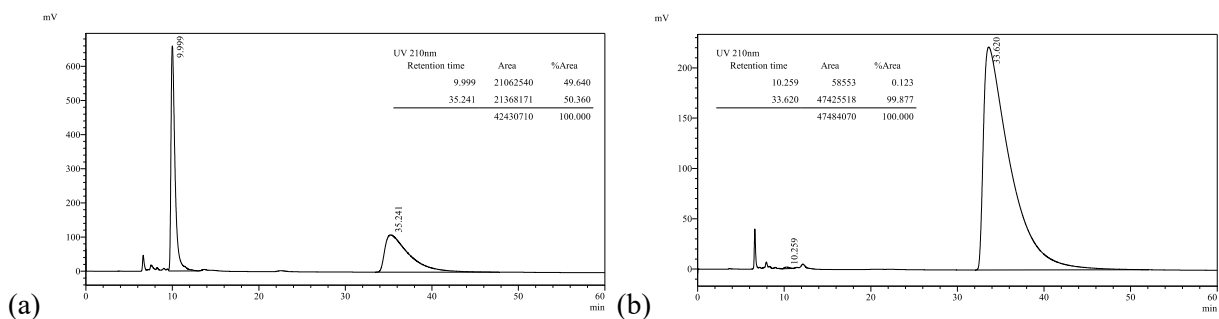 mV
600
500
400
300
200
100
0
9.999
35.241
UV 210nm
Retention time Area %Area
9.999 21062540 49.640
35.241 21368171 50.360
42430710 100.000
0 10 20 30 40 50 60
min
(a)
mV
200
150
100
50
0
10.259
33.620
UV 210nm
Retention time Area %Area
10.259 58553 0.123
33.620 47425518 99.877
47484070 100.000
0 10 20 30 40 50 60
min
(b)